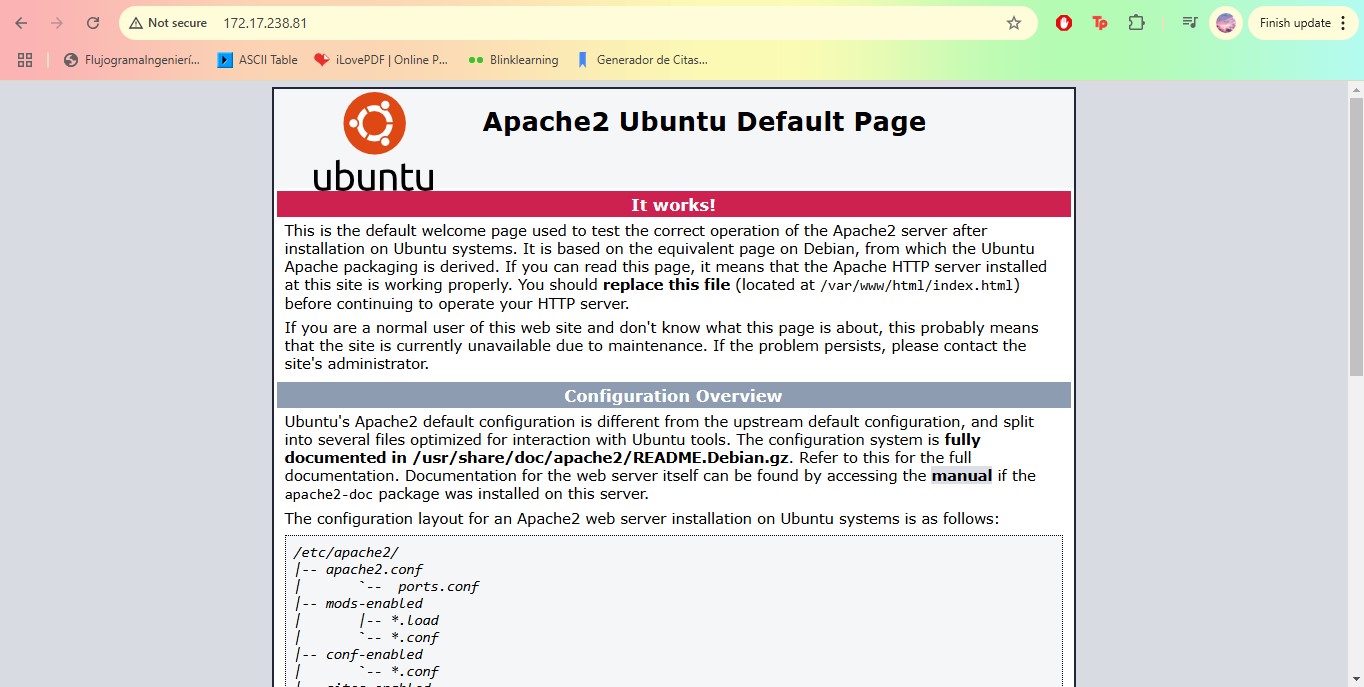 Not secure 172.17.238.81
Tp
Finish update
FlujogramaIngenierí...
ASCII Table
iLovePDF | Online P...
Blinklearning
Generador de Citas...
ubuntu
Apache2 Ubuntu Default Page
It works!
This is the default welcome page used to test the correct operation of the Apache2 server after
installation on Ubuntu systems. It is based on the equivalent page on Debian, from which the Ubuntu
Apache packaging is derived. If you can read this page, it means that the Apache HTTP server installed
at this site is working properly. You should replace this file (located at /var/www/html/index.html)
before continuing to operate your HTTP server.
If you are a normal user of this web site and don't know what this page is about, this probably means
that the site is currently unavailable due to maintenance. If the problem persists, please contact the
site's administrator.
Configuration Overview
Ubuntu's Apache2 default configuration is different from the upstream default configuration, and split
into several files optimized for interaction with Ubuntu tools. The configuration system is fully
documented in /usr/share/doc/apache2/README.Debian.gz. Refer to this for the full
documentation. Documentation for the web server itself can be found by accessing the manual if the
apache2-doc package was installed on this server.
The configuration layout for an Apache2 web server installation on Ubuntu systems is as follows:
/etc/apache2/
|-- apache2.conf
|       `--  ports.conf
|-- mods-enabled
|       |-- *.load
|       `-- *.conf
|-- conf-enabled
|       `-- *.conf
|-- sites-enabled